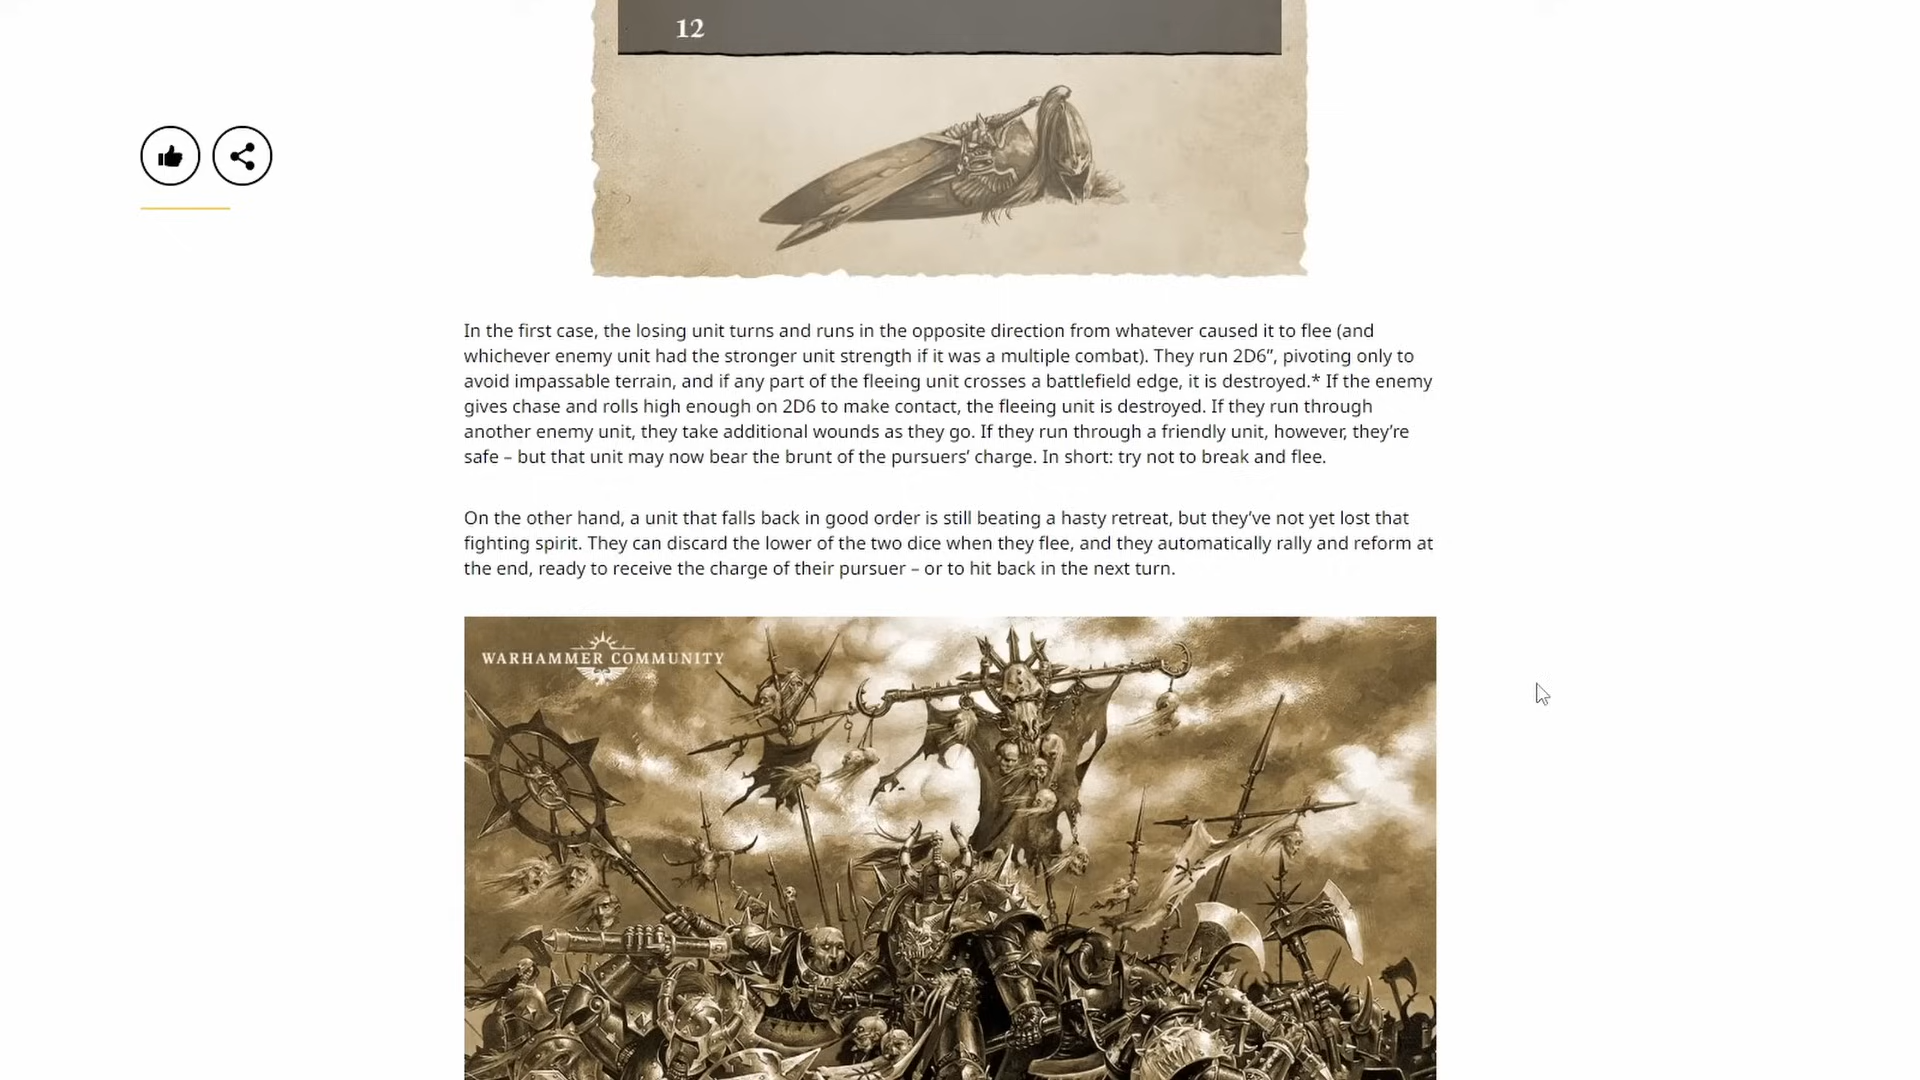 12
In the first case, the losing unit turns and runs in the opposite direction from whatever caused it to flee (and
whichever enemy unit had the stronger unit strength if it was a multiple combat). They run 2D6”, pivoting only to
avoid impassable terrain, and if any part of the fleeing unit crosses a battlefield edge, it is destroyed.* If the enemy
gives chase and rolls high enough on 2D6 to make contact, the fleeing unit is destroyed. If they run through
another enemy unit, they take additional wounds as they go. If they run through a friendly unit, however, they’re
safe – but that unit may now bear the brunt of the pursuers’ charge. In short: try not to break and flee.
On the other hand, a unit that falls back in good order is still beating a hasty retreat, but they’ve not yet lost that
fighting spirit. They can discard the lower of the two dice when they flee, and they automatically rally and reform at
the end, ready to receive the charge of their pursuer – or to hit back in the next turn.
WARHAMMER COMMUNITY